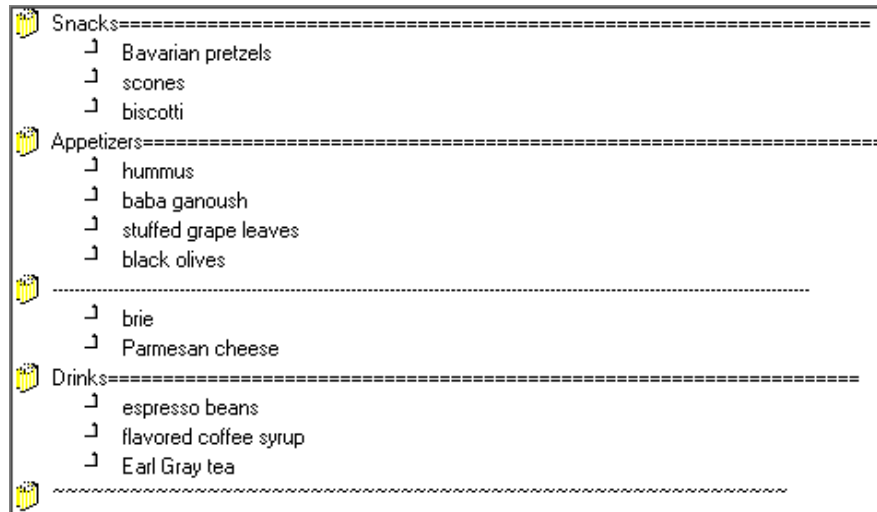 Snacks====================================================================
Bavarian pretzels
scones
biscotti
Appetizers===================================================================
hummus
baba ganoush
stuffed grape leaves
black olives
------------------------------------------------------------------------------------------------------------------------
brie
Parmesan cheese
Drinks====================================================================
espresso beans
flavored coffee syrup
Earl Gray tea
~~~~~~~~~~~~~~~~~~~~~~~~~~~~~~~~~~~~~~~~~~~~~~~~~~~~~~~~~~